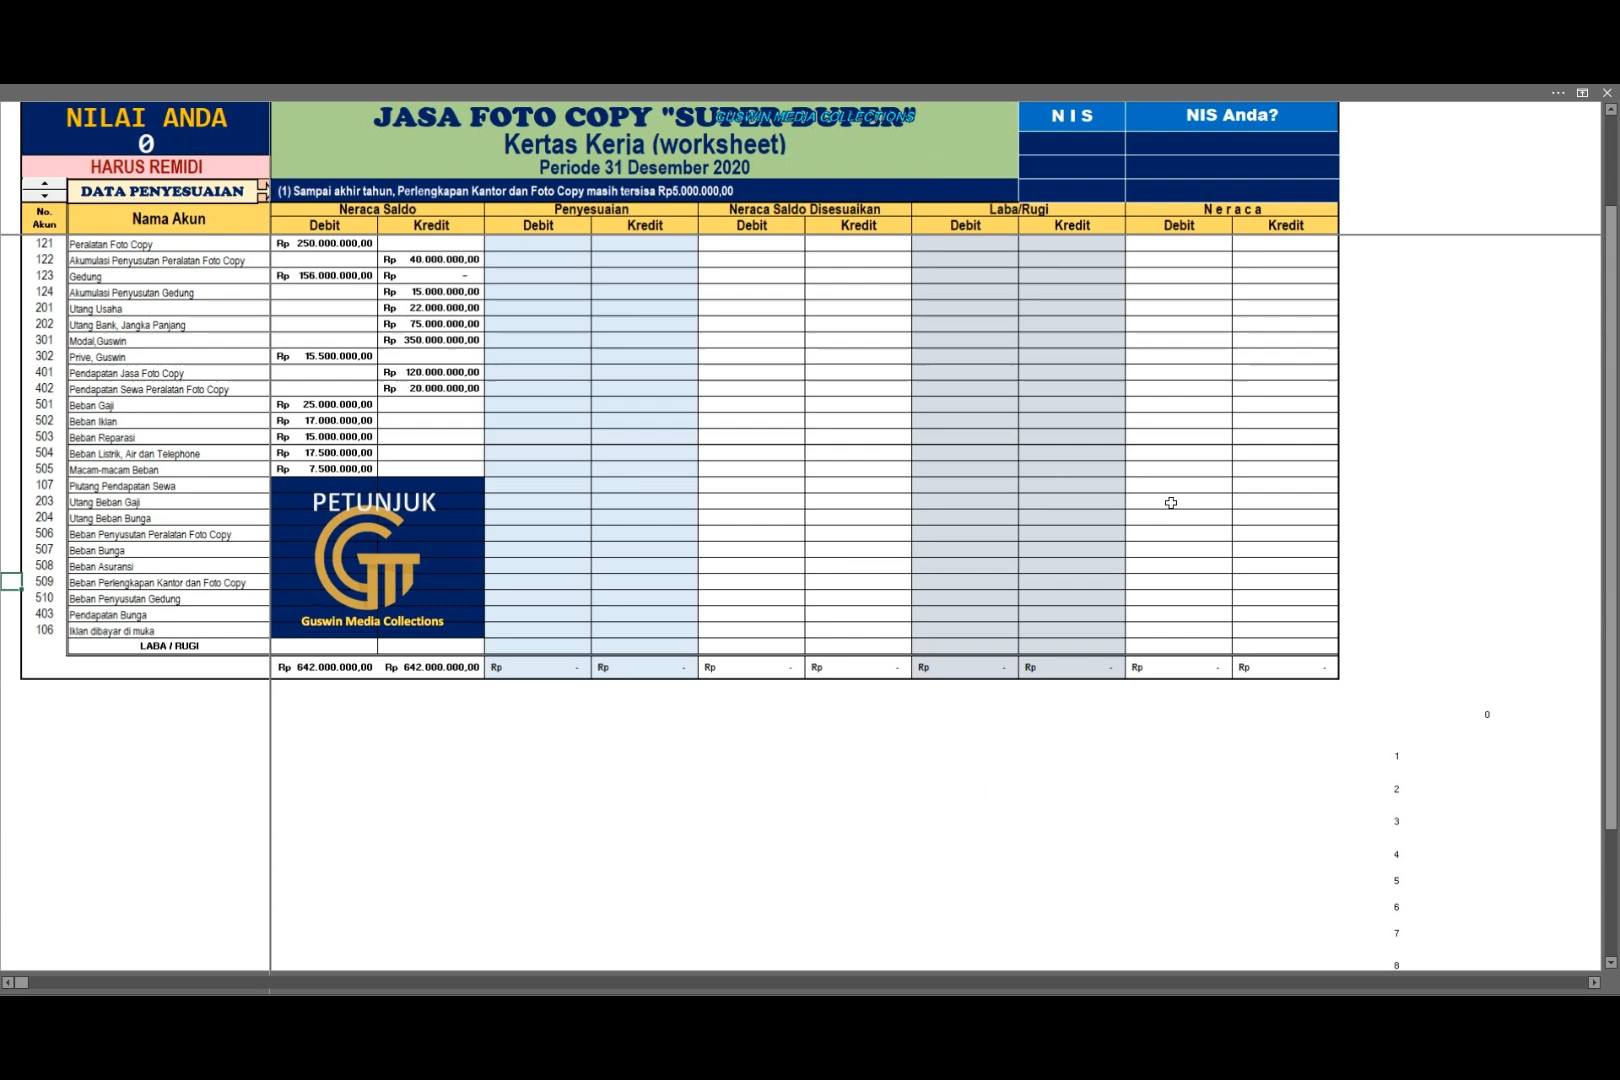 NILAI ANDA
0
HARUS REMIDI
JASA FOTO COPY "SUPER DUPER"
GUSWIN MEDIA COLLECTIONS
Kertas Kerja (worksheet)
Periode 31 Desember 2020
N I S
NIS Anda?
DATA PENYESUAIAN
(1) Sampai akhir tahun, Perlengkapan Kantor dan Foto Copy masih tersisa Rp5.000.000,00
No. Akun
Nama Akun
Neraca Saldo Penyesuaian Neraca Saldo Disesuaikan Laba/Rugi N e r a c a
Debit Kredit Debit Kredit Debit Kredit Debit Kredit Debit Kredit
121 Peralatan Foto Copy Rp 250.000.000,00
122 Akumulasi Penyusutan Peralatan Foto Copy Rp 40.000.000,00
123 Gedung Rp 156.000.000,00 Rp -
124 Akumulasi Penyusutan Gedung Rp 15.000.000,00
201 Utang Usaha Rp 22.000.000,00
202 Utang Bank, Jangka Panjang Rp 75.000.000,00
301 Modal,Guswin Rp 350.000.000,00
302 Prive, Guswin Rp 15.500.000,00
401 Pendapatan Jasa Foto Copy Rp 120.000.000,00
402 Pendapatan Sewa Peralatan Foto Copy Rp 20.000.000,00
501 Beban Gaji Rp 25.000.000,00
502 Beban Iklan Rp 17.000.000,00
503 Beban Reparasi Rp 15.000.000,00
504 Beban Listrik, Air dan Telephone Rp 17.500.000,00
505 Macam-macam Beban Rp 7.500.000,00
107 Piutang Pendapatan Sewa
203 Utang Beban Gaji
204 Utang Beban Bunga
506 Beban Penyusutan Peralatan Foto Copy
507 Beban Bunga
508 Beban Asuransi
509 Beban Perlengkapan Kantor dan Foto Copy
510 Beban Penyusutan Gedung
403 Pendapatan Bunga
106 Iklan dibayar di muka
PETUNJUK
Guswin Media Collections
LABA / RUGI
Rp 642.000.000,00 Rp 642.000.000,00 Rp - Rp - Rp - Rp - Rp - Rp - Rp - Rp -
0
1
2
3
4
5
6
7
8